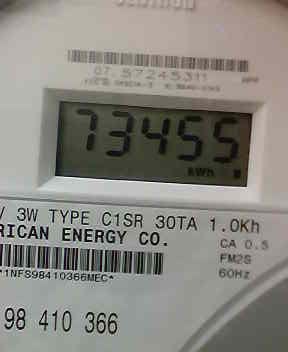 07.57245311
73455
kWh
V 3W TYPE C1SR 30TA 1.0Kh
RICAN ENERGY CO.
CA 0.5
FM2S
60Hz
*1NFS98410366MEC*
98 410 366